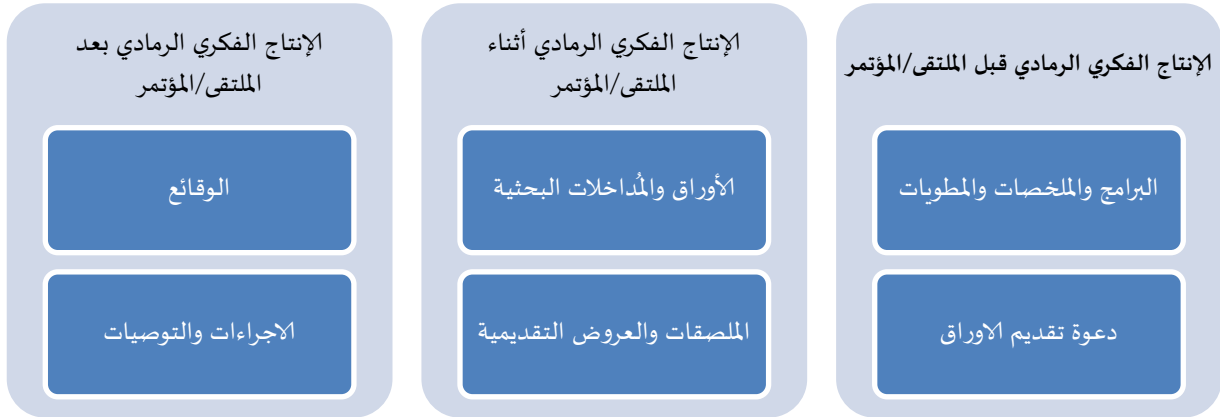 الإنتاج الفكري الرمادي قبل الملتقى/المؤتمر
البرامج والملخصات والمطويات
دعوة تقديم الاوراق
الإنتاج الفكري الرمادي أثناء
الملتقى/المؤتمر
الأوراق والمُداخلات البحثية
الملصقات والعروض التقديمية
الإنتاج الفكري الرمادي بعد
الملتقى/المؤتمر
الوقائع
الاجراءات والتوصيات